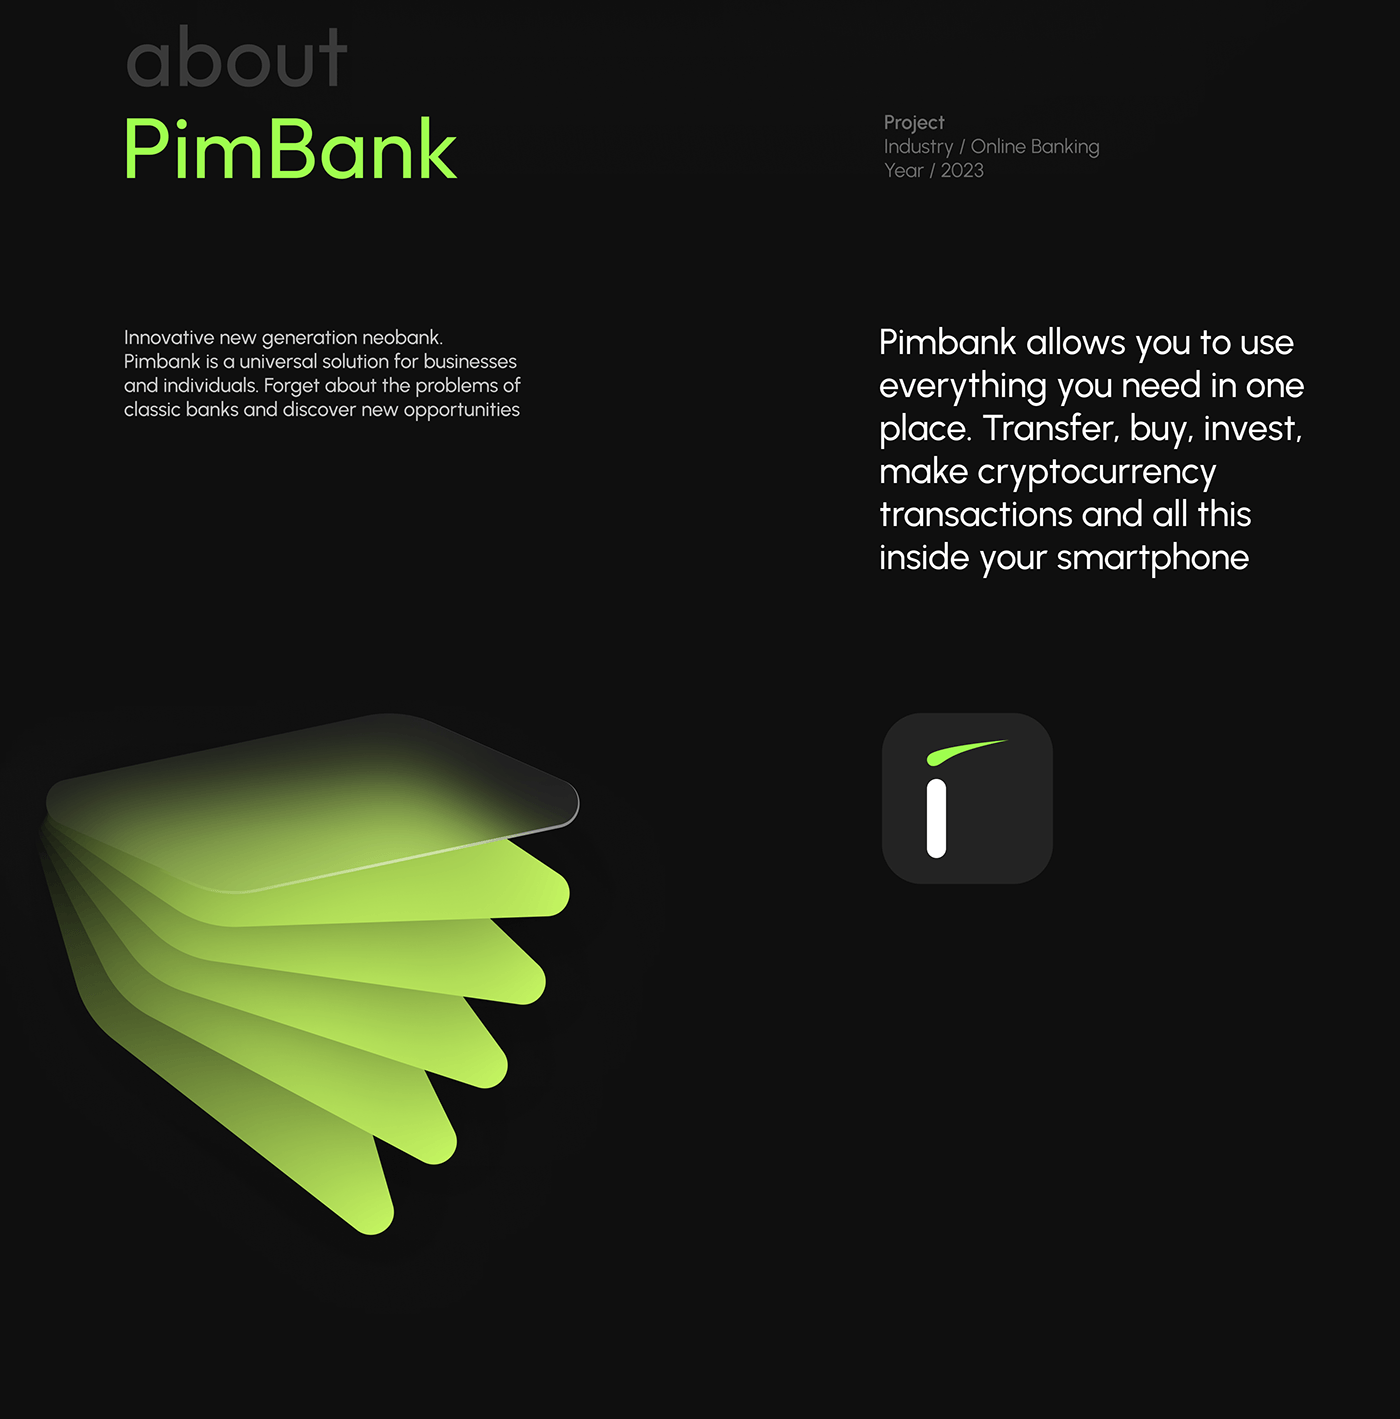 about
PimBank
Project
Industry / Online Banking
Year / 2023
Innovative new generation neobank.
Pimbank is a universal solution for businesses
and individuals. Forget about the problems of
classic banks and discover new opportunities
Pimbank allows you to use
everything you need in one
place. Transfer, buy, invest,
make cryptocurrency
transactions and all this
inside your smartphone
i